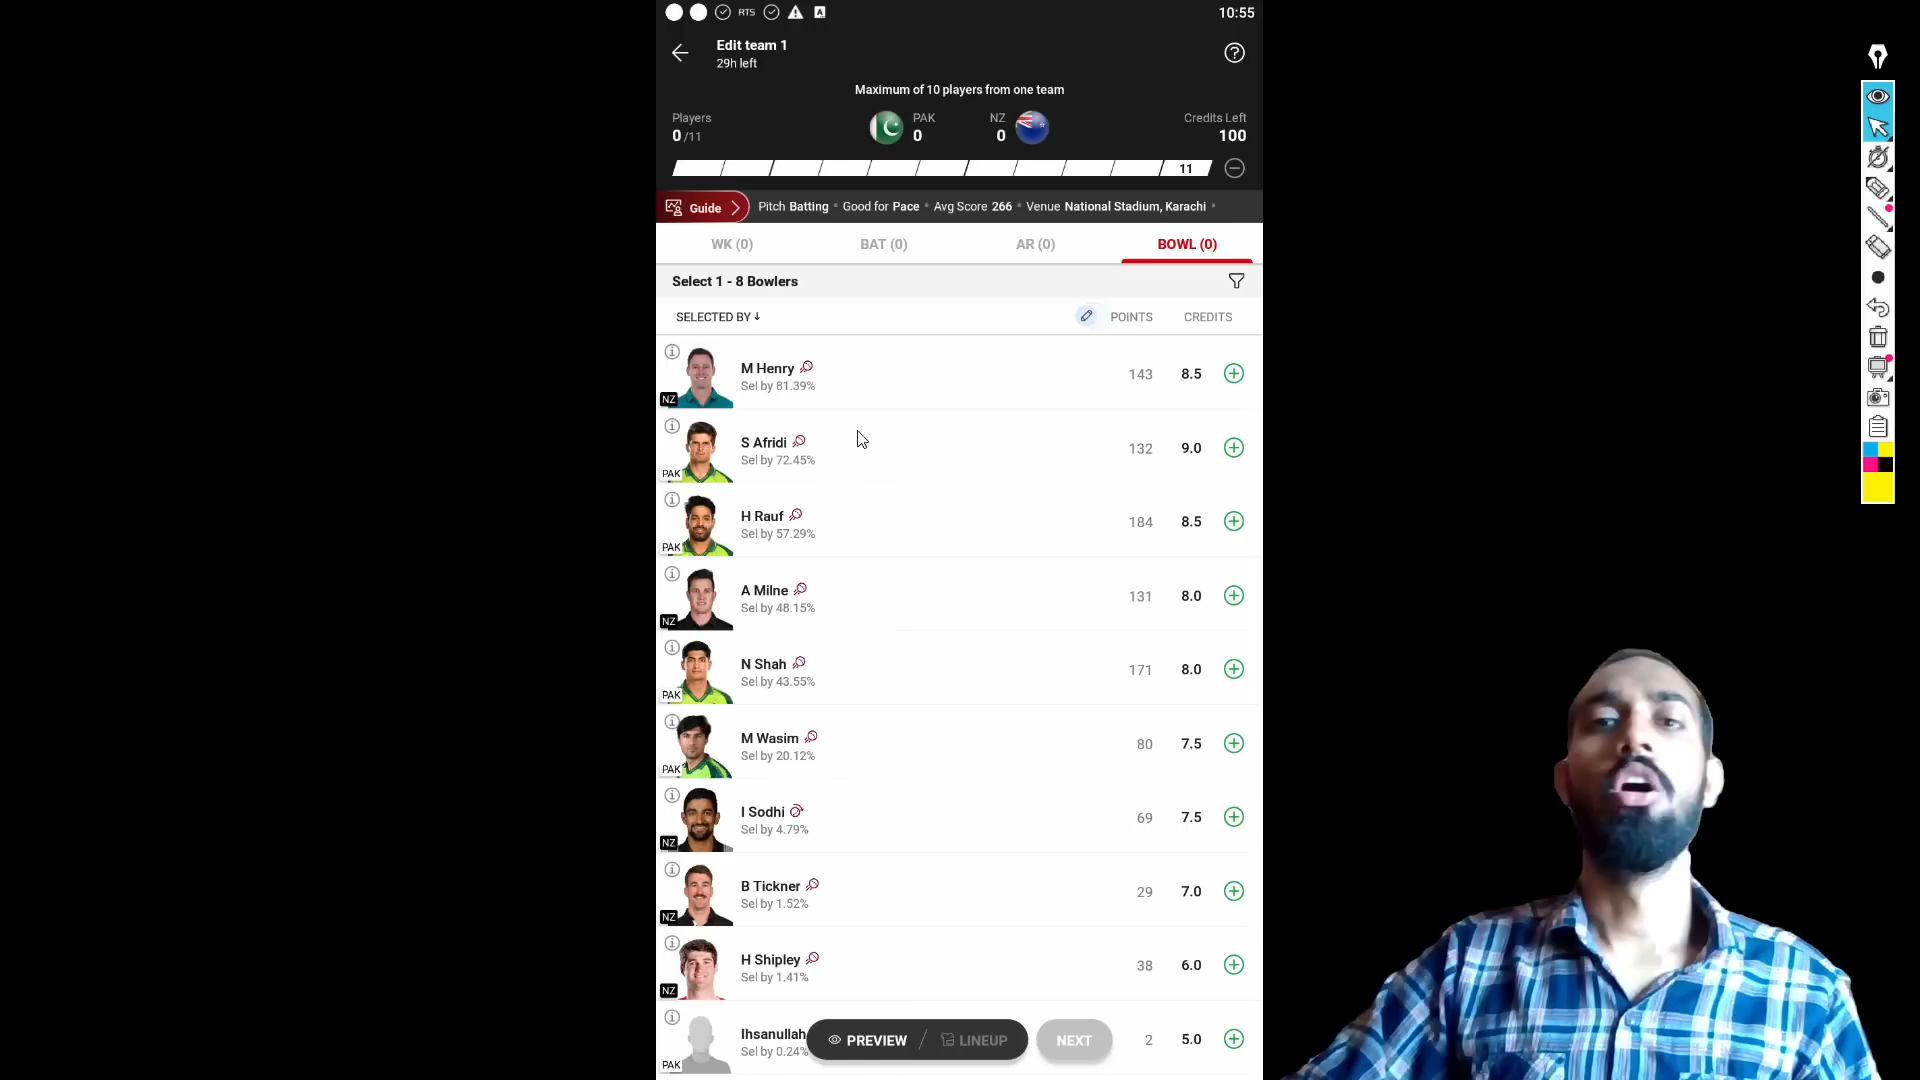 RTS
A
10:55
Edit team 1
29h left
Maximum of 10 players from one team
Players
0 /11
PAK
0
NZ
0
Credits Left
100
11
Guide
Pitch Batting • Good for Pace • Avg Score 266 • Venue National Stadium, Karachi •
WK (0)
BAT (0)
AR (0)
BOWL (0)
Select 1 - 8 Bowlers
SELECTED BY ↓
POINTS
CREDITS
M Henry
Sel by 81.39%
NZ
143
8.5
S Afridi
Sel by 72.45%
PAK
132
9.0
H Rauf
Sel by 57.29%
PAK
184
8.5
A Milne
Sel by 48.15%
NZ
131
8.0
N Shah
Sel by 43.55%
PAK
171
8.0
M Wasim
Sel by 20.12%
PAK
80
7.5
I Sodhi
Sel by 4.79%
NZ
69
7.5
B Tickner
Sel by 1.52%
NZ
29
7.0
H Shipley
Sel by 1.41%
NZ
38
6.0
Ihsanullah
Sel by 0.24%
PAK
2
5.0
PREVIEW / LINEUP
NEXT